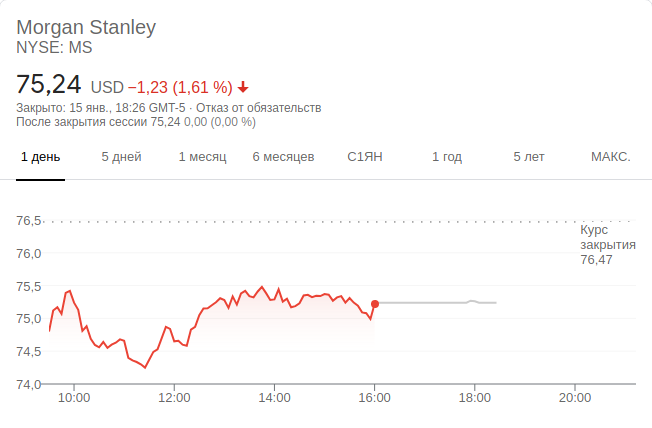 Morgan Stanley
NYSE: MS
75,24 USD −1,23 (1,61 %)
Закрыто: 15 янв., 18:26 GMT-5 · Отказ от обязательств
После закрытия сессии 75,24 0,00 (0,00 %)
1 день 5 дней 1 месяц 6 месяцев С1ЯН 1 год 5 лет МАКС.
76,5
Курс
закрытия
76,47
76,0
75,5
75,0
74,5
74,0
10:00 12:00 14:00 16:00 18:00 20:00